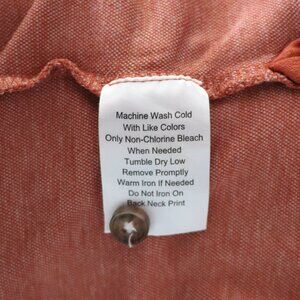 Machine Wash Cold
With Like Colors
Only Non-Chlorine Bleach
When Needed
Tumble Dry Low
Remove Promptly
Warm Iron If Needed
Do Not Iron On
Back Neck Print